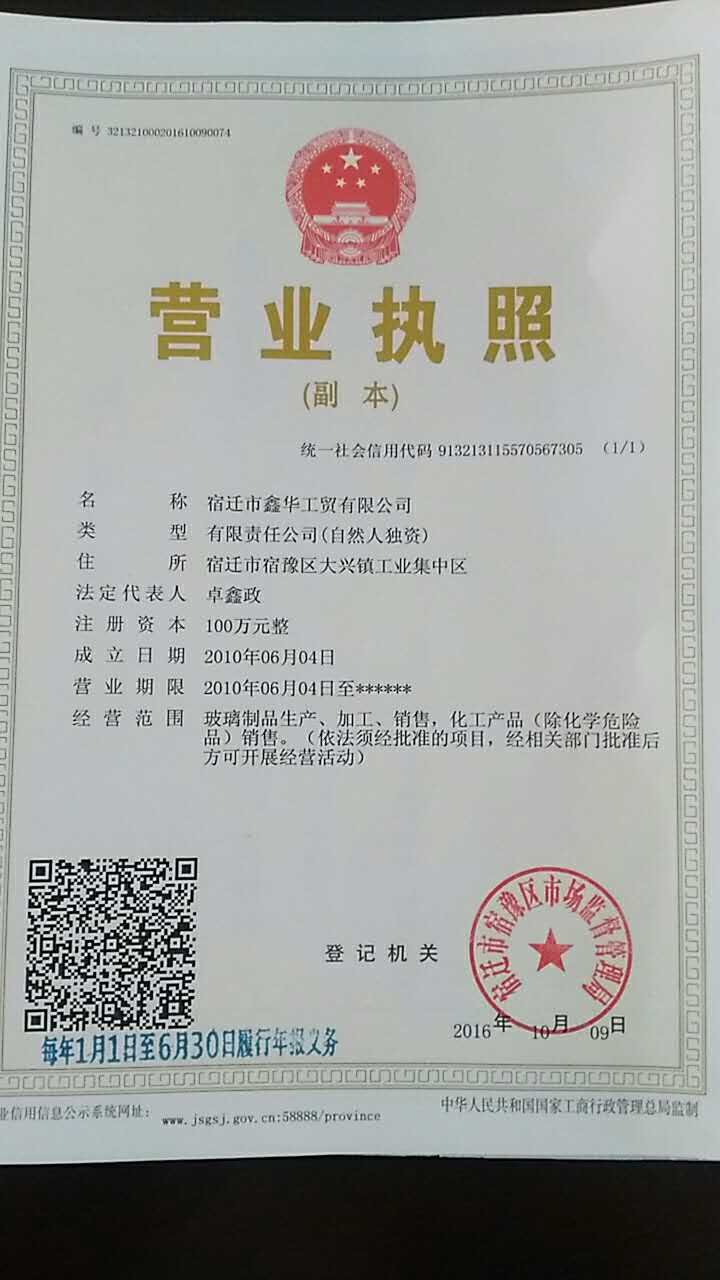 编 号 321321000201610090074
营业执照
(副 本)
统一社会信用代码 913213115570567305 (1/1)
名 称 宿迁市鑫华工贸有限公司
类 型 有限责任公司(自然人独资)
住 所 宿迁市宿豫区大兴镇工业集中区
法定代表人 卓鑫政
注 册 资 本 100万元整
成 立 日 期 2010年06月04日
营 业 期 限 2010年06月04日至******
经 营 范 围 玻璃制品生产、加工、销售，化工产品（除化学危险
品）销售。（依法须经批准的项目，经相关部门批准后
方可开展经营活动）
宿迁市宿豫区市场监督管理局
登 记 机 关
2016年 10月 09日
每年1月1日至6月30日履行年报义务
业信用信息公示系统网址： www.jsgsj.gov.cn:58888/province
中华人民共和国国家工商行政管理总局监制